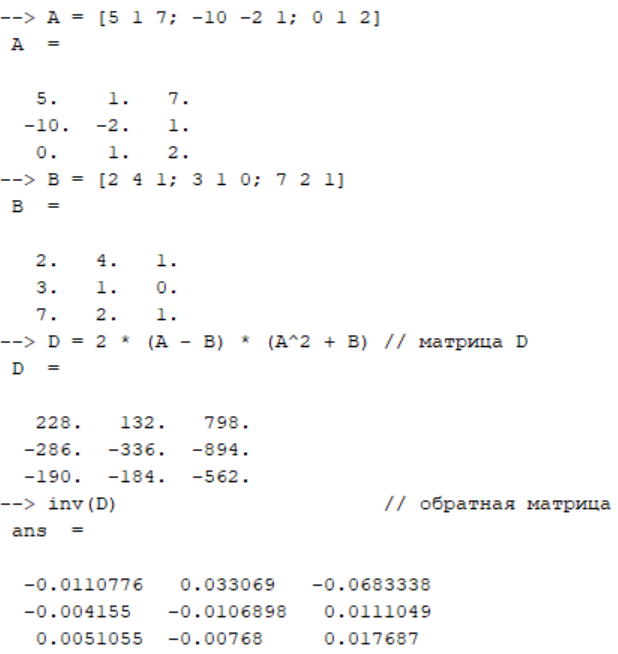 --> A = [5 1 7; -10 -2 1; 0 1 2]
A =
5. 1. 7.
-10. -2. 1.
0. 1. 2.
--> B = [2 4 1; 3 1 0; 7 2 1]
B =
2. 4. 1.
3. 1. 0.
7. 2. 1.
--> D = 2 * (A - B) * (A^2 + B) // матрица D
D =
228. 132. 798.
-286. -336. -894.
-190. -184. -562.
--> inv(D) // обратная матрица
ans =
-0.0110776 0.033069 -0.0683338
-0.004155 -0.0106898 0.0111049
0.0051055 -0.00768 0.017687